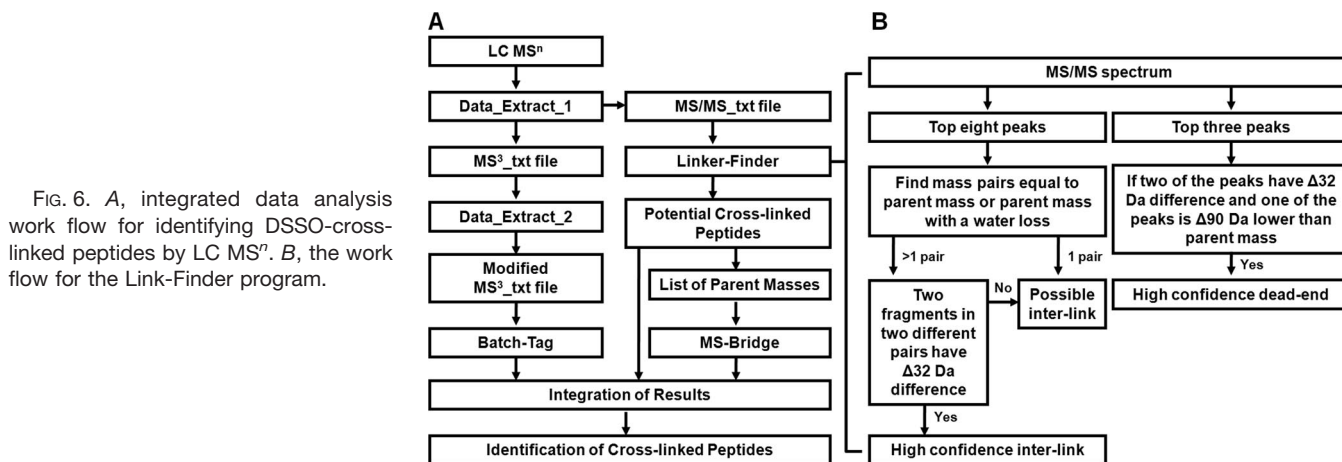 FIG. 6. A, integrated data analysis
work flow for identifying DSSO-cross-
linked peptides by LC MSⁿ. B, the work
flow for the Link-Finder program.
A
LC MSⁿ
Data_Extract_1
MS/MS_txt file
MS³_txt file
Linker-Finder
Data_Extract_2
Potential Cross-linked
Peptides
Modified
MS³_txt file
List of Parent Masses
Batch-Tag
MS-Bridge
Integration of Results
Identification of Cross-linked Peptides
B
MS/MS spectrum
Top eight peaks
Top three peaks
Find mass pairs equal to
parent mass or parent mass
with a water loss
If two of the peaks have Δ32
Da difference and one of the
peaks is Δ90 Da lower than
parent mass
>1 pair
1 pair
Yes
Two
fragments in
two different
pairs have
Δ32 Da
difference
No
Possible
inter-link
High confidence dead-end
Yes
High confidence inter-link